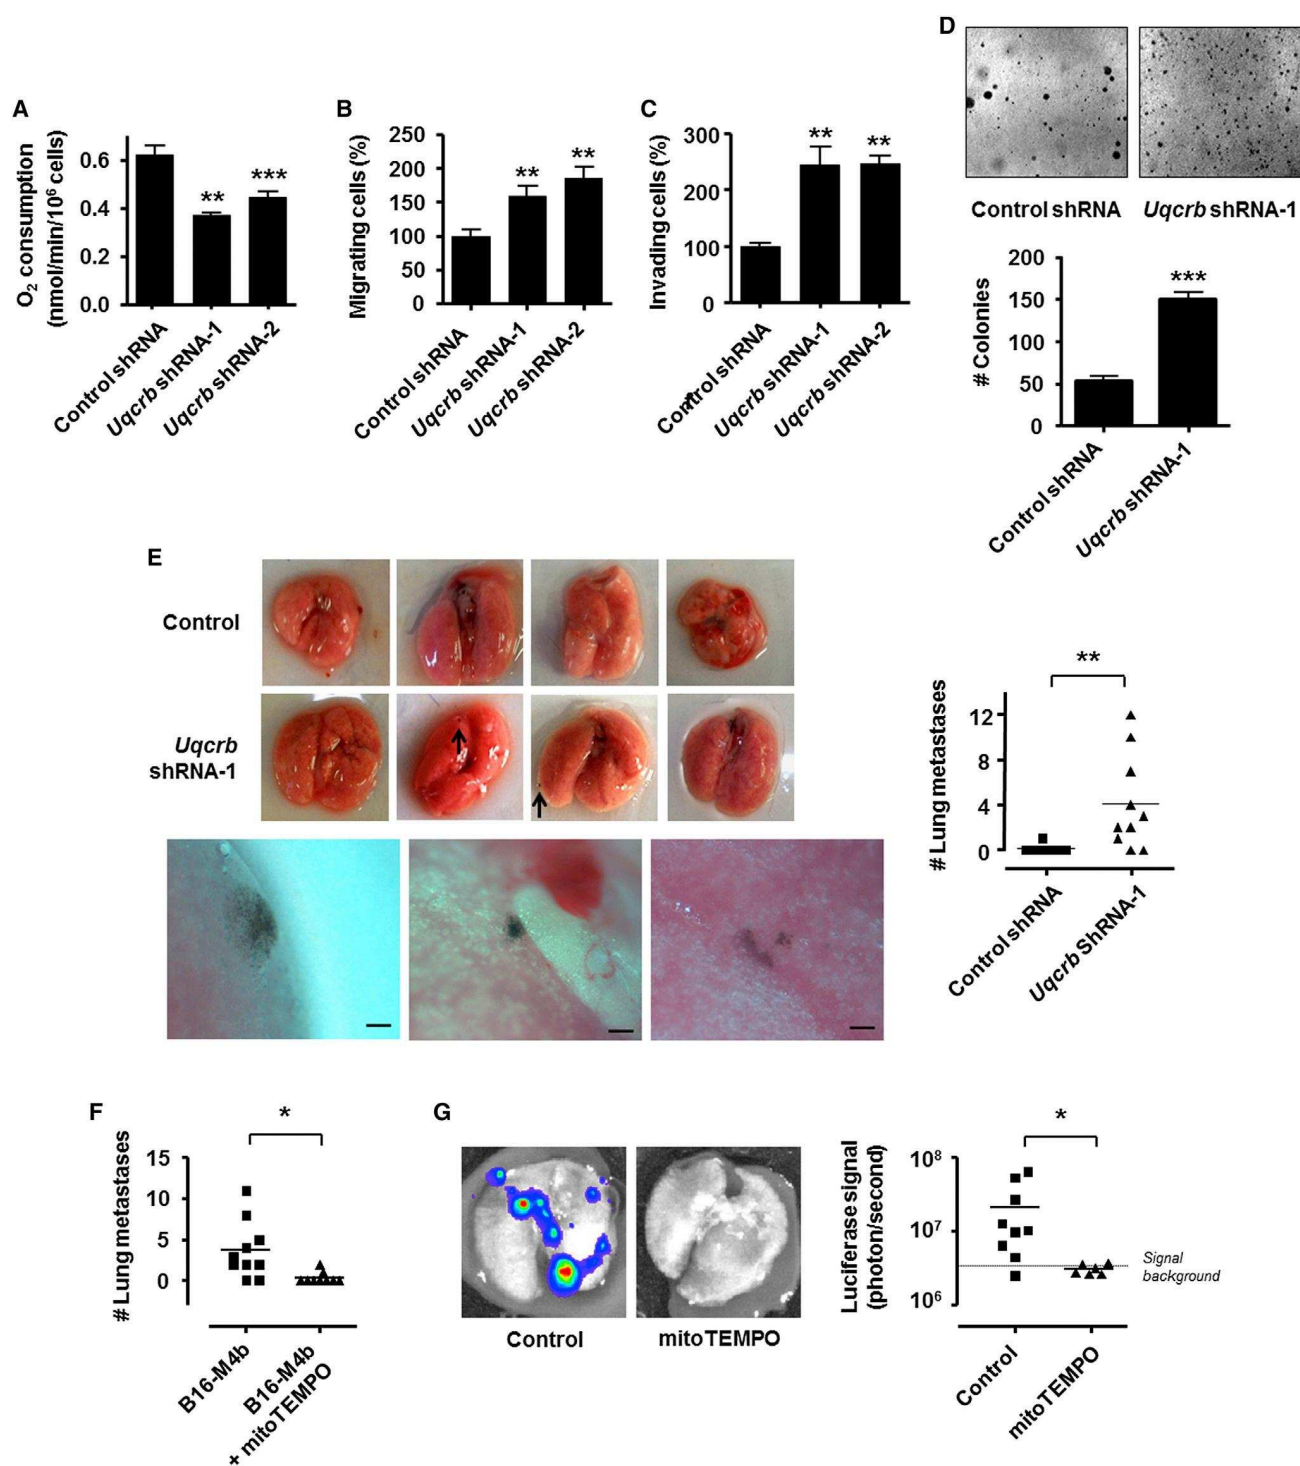 A
O2 consumption
(nmol/min/10⁶ cells)
0.6
0.4
0.2
0.0
**
***
Control shRNA
Uqcrb shRNA-1
Uqcrb shRNA-2
B
Migrating cells (%)
250
200
150
100
50
0
**
**
Control shRNA
Uqcrb shRNA-1
Uqcrb shRNA-2
C
Invading cells (%)
300
200
100
0
**
**
Control shRNA
Uqcrb shRNA-1
Uqcrb shRNA-2
D
Control shRNA
Uqcrb shRNA-1
# Colonies
200
150
100
50
0
***
Control shRNA
Uqcrb shRNA-1
E
Control
Uqcrb
shRNA-1
# Lung metastases
12
8
4
0
**
Control shRNA
Uqcrb ShRNA-1
F
# Lung metastases
15
10
5
0
*
B16-M4b
B16-M4b
+ mitoTEMPO
G
Control
mitoTEMPO
Luciferase signal
(photon/second)
10⁸
10⁷
10⁶
*
Signal
background
Control
mitoTEMPO